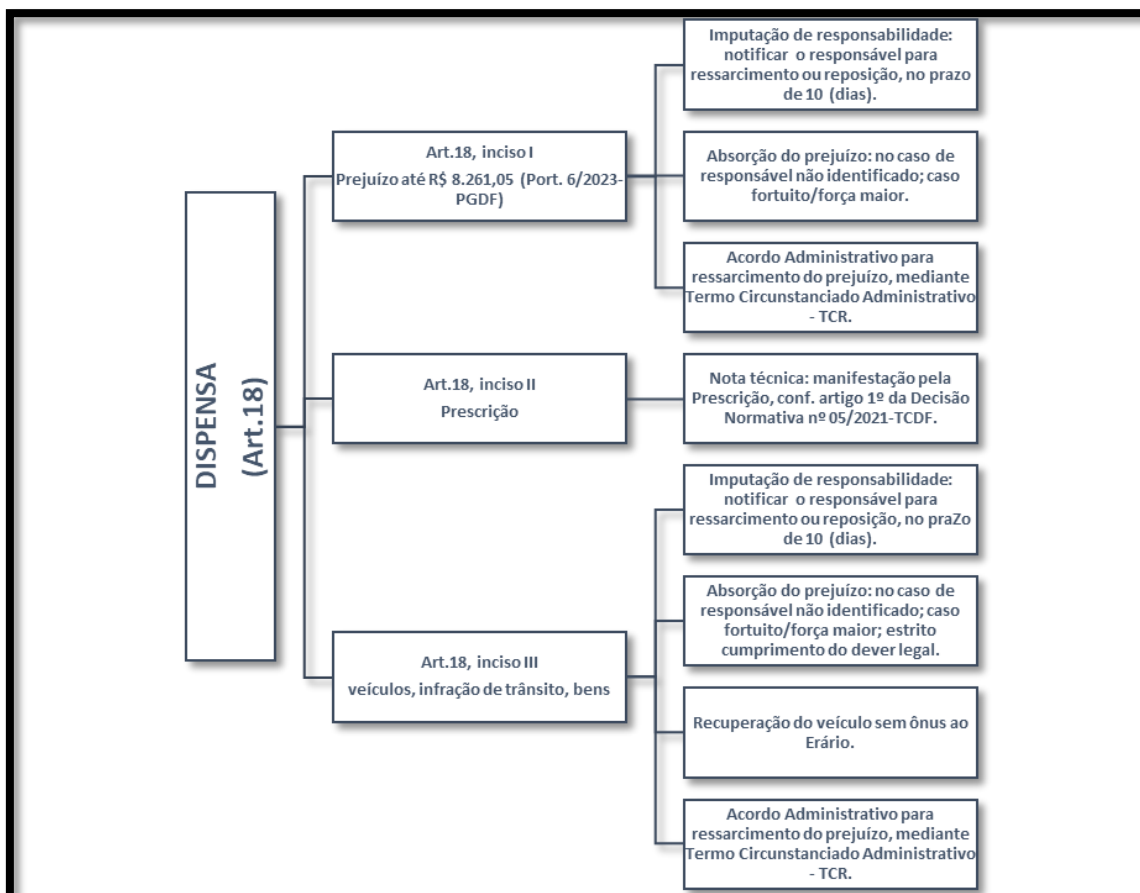 DISPENSA
(Art.18)
Art.18, inciso I
Prejuízo até R$ 8.261,05 (Port. 6/2023-
PGDF)
Imputação de responsabilidade:
notificar o responsável para
ressarcimento ou reposição, no prazo
de 10 (dias).
Absorção do prejuízo: no caso de
responsável não identificado; caso
fortuito/força maior.
Acordo Administrativo para
ressarcimento do prejuízo, mediante
Termo Circunstanciado Administrativo
- TCR.
Art.18, inciso II
Prescrição
Nota técnica: manifestação pela
Prescrição, conf. artigo 1º da Decisão
Normativa nº 05/2021-TCDF.
Art.18, inciso III
veículos, infração de trânsito, bens
Imputação de responsabilidade:
notificar o responsável para
ressarcimento ou reposição, no praZo
de 10 (dias).
Absorção do prejuízo: no caso de
responsável não identificado; caso
fortuito/força maior; estrito
cumprimento do dever legal.
Recuperação do veículo sem ônus ao
Erário.
Acordo Administrativo para
ressarcimento do prejuízo, mediante
Termo Circunstanciado Administrativo
- TCR.